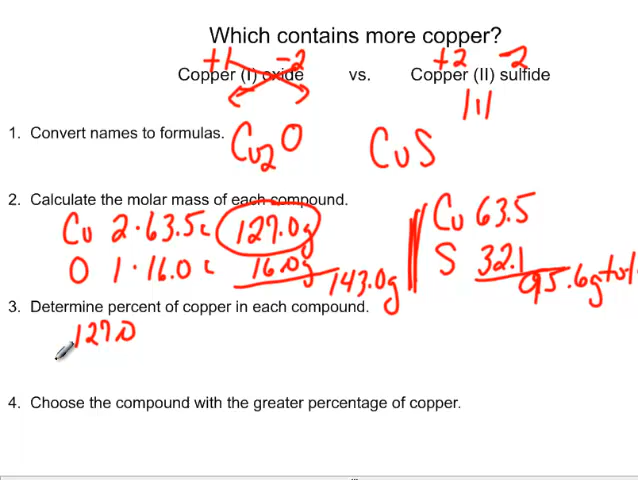 Which contains more copper?
+1 -2 +2 -2
Copper (I) oxide vs. Copper (II) sulfide
1:1
1. Convert names to formulas. Cu2O CuS
2. Calculate the molar mass of each compound.
Cu 2·63.5 = 127.0g Cu 63.5
O 1·16.0 = 16.0g S 32.1
143.0g 95.6g total
3. Determine percent of copper in each compound.
127.0
4. Choose the compound with the greater percentage of copper.